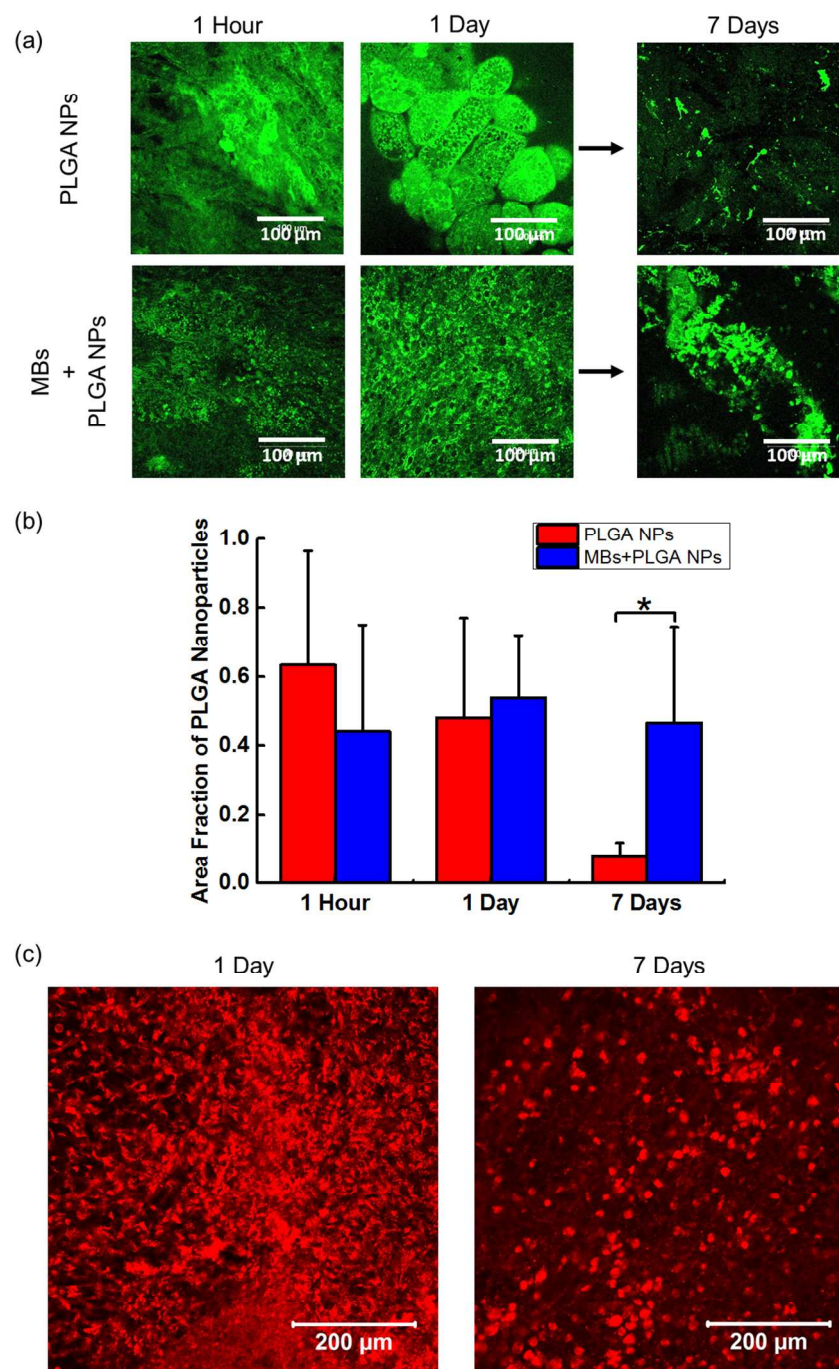 (a)
1 Hour
1 Day
7 Days
PLGA NPs
100 µm
100 µm
100 µm
MBs
+
PLGA NPs
100 µm
100 µm
100 µm
(b)
Area Fraction of PLGA Nanoparticles
1.0
0.8
0.6
0.4
0.2
0.0
PLGA NPs
MBs+PLGA NPs
*
1 Hour
1 Day
7 Days
(c)
1 Day
7 Days
200 µm
200 µm